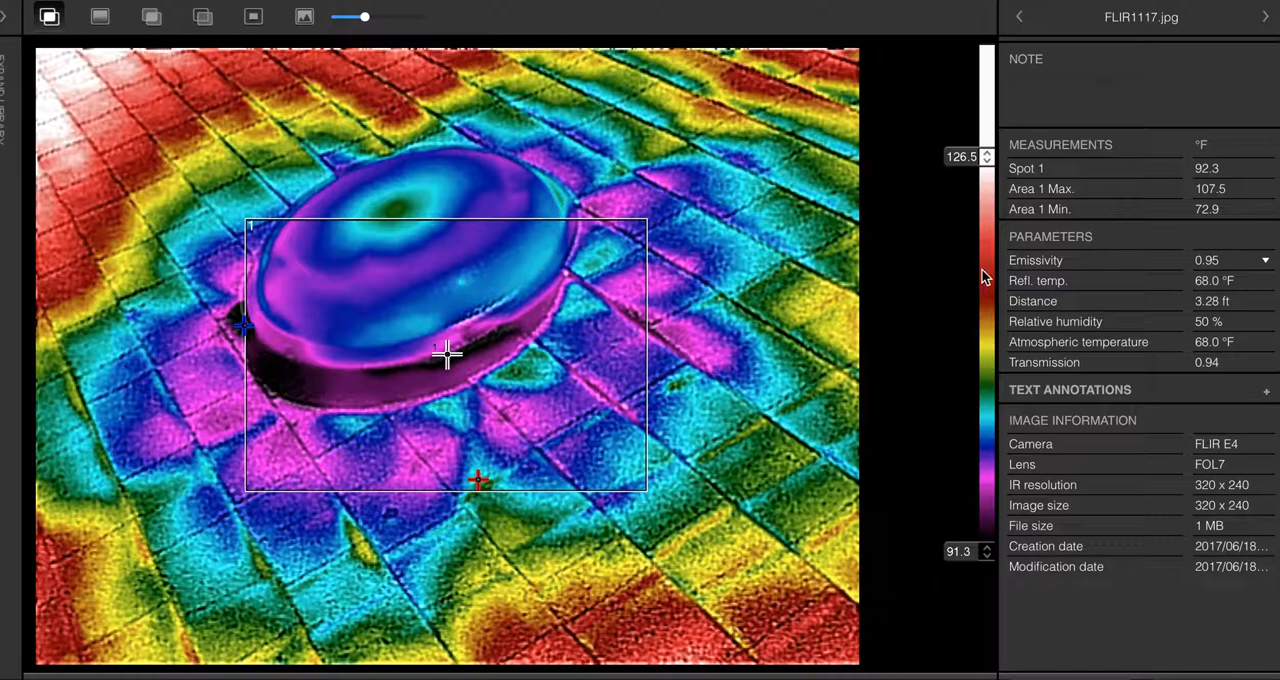 FLIR1117.jpg
EXPAND LIBRARY
NOTE
MEASUREMENTS °F
Spot 1 92.3
Area 1 Max. 107.5
Area 1 Min. 72.9
PARAMETERS
Emissivity 0.95
Refl. temp. 68.0 °F
Distance 3.28 ft
Relative humidity 50 %
Atmospheric temperature 68.0 °F
Transmission 0.94
TEXT ANNOTATIONS +
IMAGE INFORMATION
Camera FLIR E4
Lens FOL7
IR resolution 320 x 240
Image size 320 x 240
File size 1 MB
Creation date 2017/06/18...
Modification date 2017/06/18...
126.5
91.3
1
1